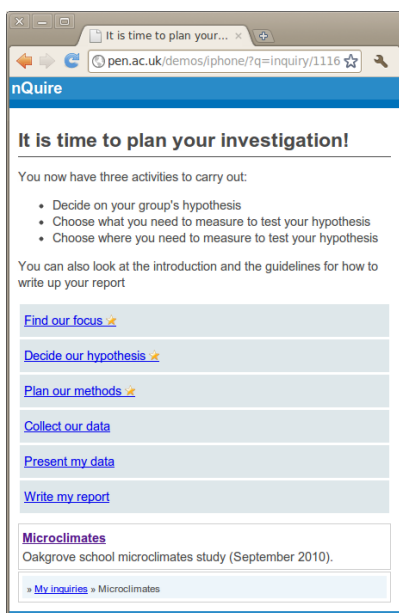 It is time to plan your...
pen.ac.uk/demos/iphone/?q=inquiry/1116
nQuire
It is time to plan your investigation!
You now have three activities to carry out:
• Decide on your group's hypothesis
• Choose what you need to measure to test your hypothesis
• Choose where you need to measure to test your hypothesis
You can also look at the introduction and the guidelines for how to
write up your report
Find our focus
Decide our hypothesis
Plan our methods
Collect our data
Present my data
Write my report
Microclimates
Oakgrove school microclimates study (September 2010).
» My inquiries » Microclimates